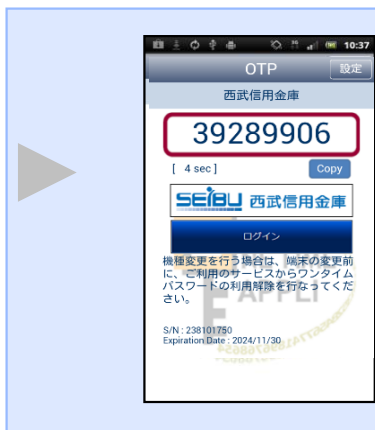 10:37
OTP
設定
西武信用金庫
39289906
[ 4 sec ]
Copy
SEIBU 西武信用金庫
ログイン
機種変更を行う場合は、端末の変更前
に、ご利用のサービスからワンタイム
パスワードの利用解除を行なってくだ
さい。
APPLI
S/N : 238101750
Expiration Date : 2024/11/30